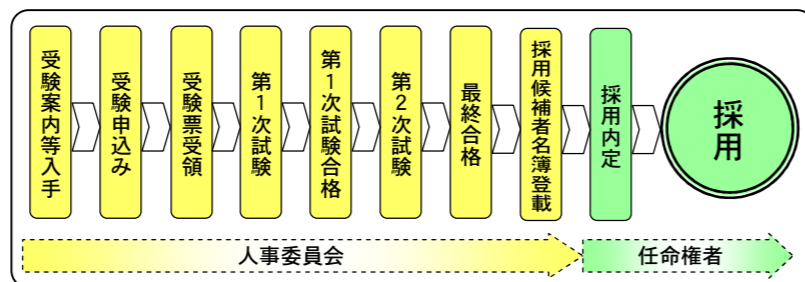 受験案内等入手
受験申込み
受験票受領
第1次試験
第1次試験合格
第2次試験
最終合格
採用候補者名簿登載
採用内定
採用
人事委員会
任命権者